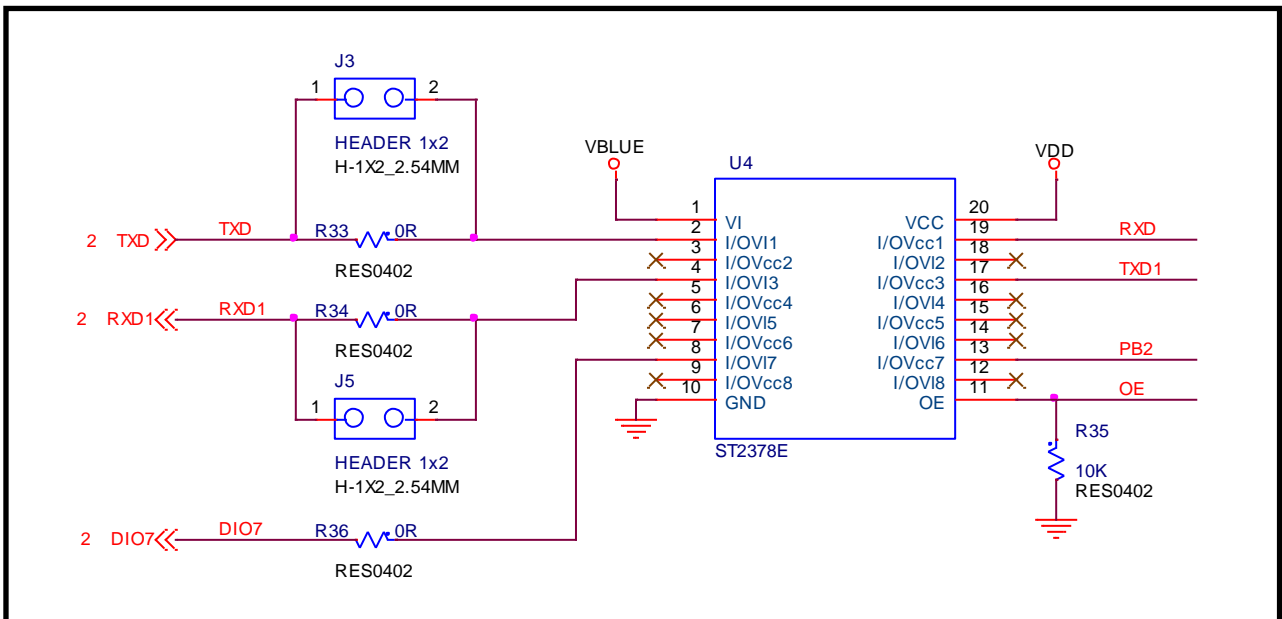 J3
1 2
HEADER 1x2
H-1X2_2.54MM
VBLUE
VDD
U4
1 VI VCC 20
2 TXD TXD R33 0R 2 I/OVI1 I/OVcc1 19 RXD
RES0402
3 I/OVcc2 I/OVI2 18
4 I/OVI3 I/OVcc3 17 TXD1
2 RXD1 RXD1 R34 0R
5 I/OVcc4 I/OVI4 16
6 I/OVI5 I/OVcc5 15
RES0402
7 I/OVcc6 I/OVI6 14
8 I/OVI7 I/OVcc7 13 PB2
J5
9 I/OVcc8 I/OVI8 12
1 2
10 GND OE 11 OE
HEADER 1x2
H-1X2_2.54MM
ST2378E
R35
10K
RES0402
2 DIO7 DIO7 R36 0R
RES0402